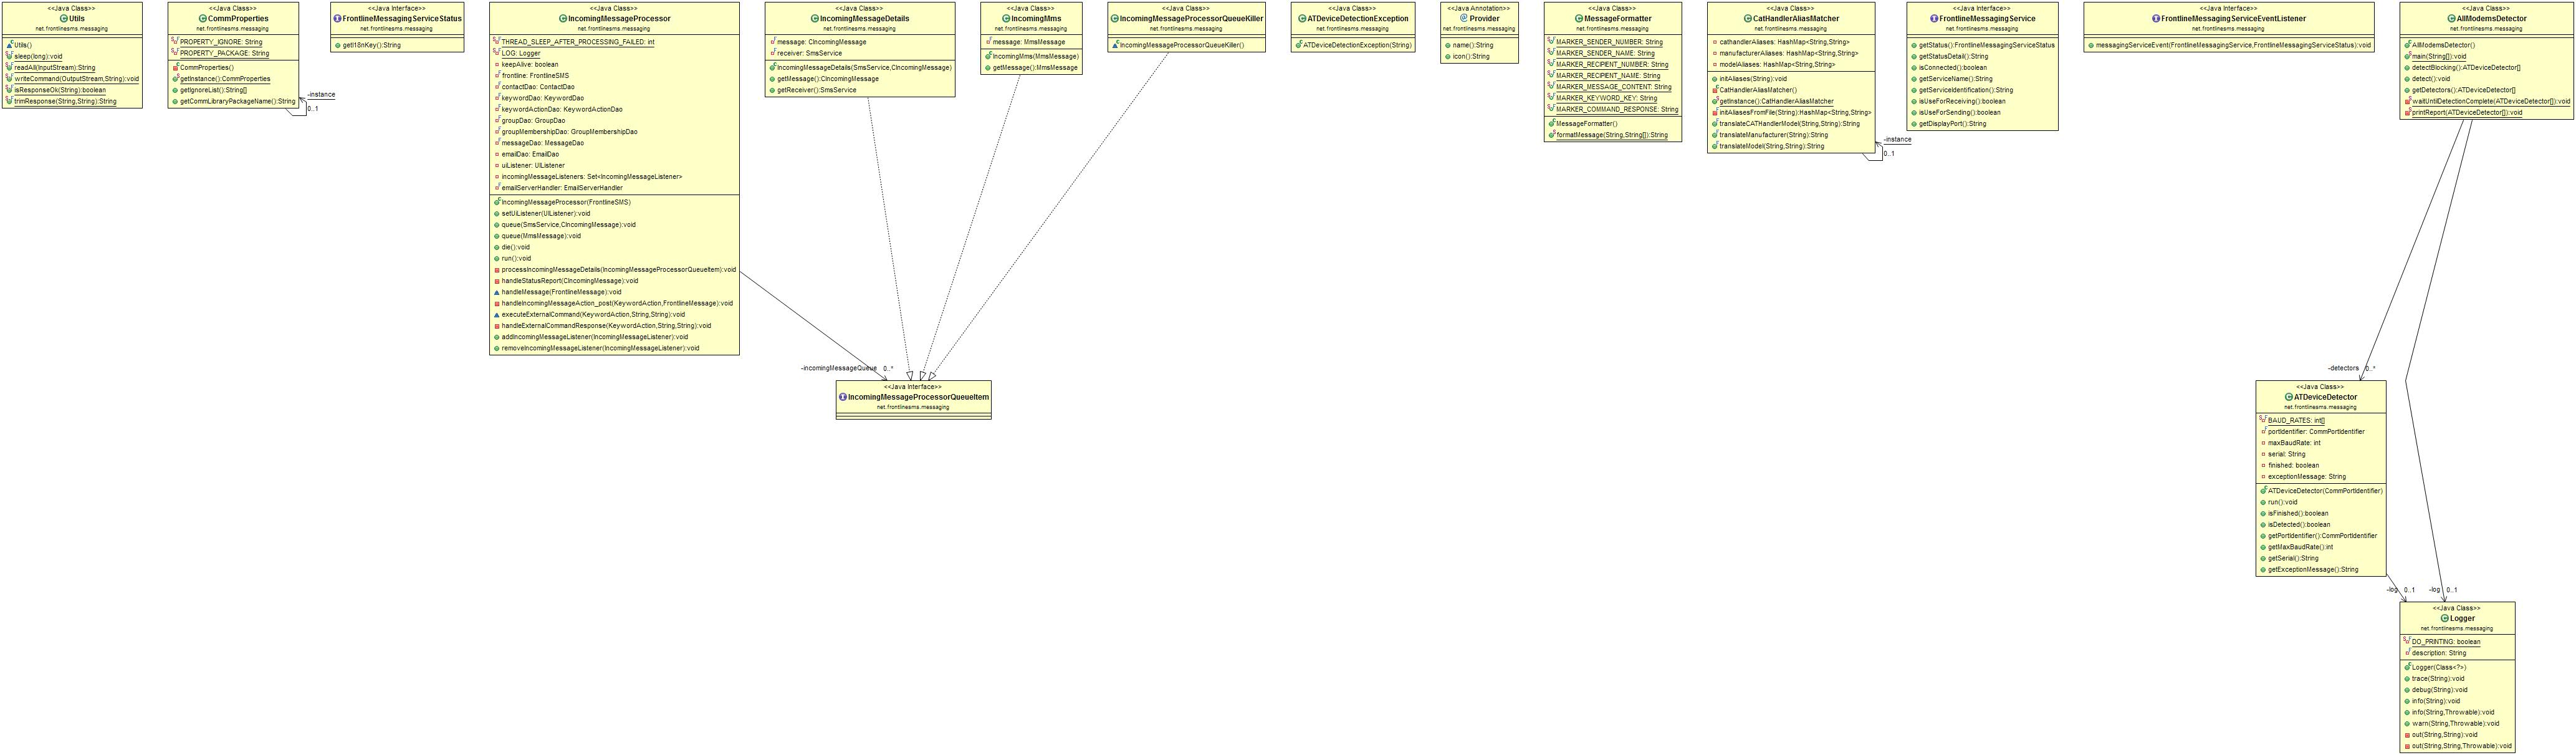 <<Java Class>>
Utils
net.frontlinesms.messaging
Utils()
sleep(long):void
readAll(InputStream):String
writeCommand(OutputStream,String):void
isResponseOk(String):boolean
trimResponse(String,String):String
<<Java Class>>
CommProperties
net.frontlinesms.messaging
PROPERTY_IGNORE: String
PROPERTY_PACKAGE: String
CommProperties()
getInstance():CommProperties
getIgnoreList():String[]
getCommLibraryPackageName():String
-instance
0..1
<<Java Interface>>
FrontlineMessagingServiceStatus
net.frontlinesms.messaging
getI18nKey():String
<<Java Class>>
IncomingMessageProcessor
net.frontlinesms.messaging
THREAD_SLEEP_AFTER_PROCESSING_FAILED: int
LOG: Logger
keepAlive: boolean
frontline: FrontlineSMS
contactDao: ContactDao
keywordDao: KeywordDao
keywordActionDao: KeywordActionDao
groupDao: GroupDao
groupMembershipDao: GroupMembershipDao
messageDao: MessageDao
emailDao: EmailDao
uiListener: UIListener
incomingMessageListeners: Set<IncomingMessageListener>
emailServerHandler: EmailServerHandler
IncomingMessageProcessor(FrontlineSMS)
setUiListener(UIListener):void
queue(SmsService,CIncomingMessage):void
queue(MmsMessage):void
die():void
run():void
processIncomingMessageDetails(IncomingMessageProcessorQueueItem):void
handleStatusReport(CIncomingMessage):void
handleMessage(FrontlineMessage):void
handleIncomingMessageAction_post(KeywordAction,FrontlineMessage):void
executeExternalCommand(KeywordAction,String,String):void
handleExternalCommandResponse(KeywordAction,String,String):void
addIncomingMessageListener(IncomingMessageListener):void
removeIncomingMessageListener(IncomingMessageListener):void
<<Java Class>>
IncomingMessageDetails
net.frontlinesms.messaging
message: CIncomingMessage
receiver: SmsService
IncomingMessageDetails(SmsService,CIncomingMessage)
getMessage():CIncomingMessage
getReceiver():SmsService
<<Java Class>>
IncomingMms
net.frontlinesms.messaging
message: MmsMessage
IncomingMms(MmsMessage)
getMessage():MmsMessage
<<Java Class>>
IncomingMessageProcessorQueueKiller
net.frontlinesms.messaging
IncomingMessageProcessorQueueKiller()
<<Java Class>>
ATDeviceDetectionException
net.frontlinesms.messaging
ATDeviceDetectionException(String)
<<Java Annotation>>
Provider
net.frontlinesms.messaging
name():String
icon():String
<<Java Class>>
MessageFormatter
net.frontlinesms.messaging
MARKER_SENDER_NUMBER: String
MARKER_SENDER_NAME: String
MARKER_RECIPIENT_NUMBER: String
MARKER_RECIPIENT_NAME: String
MARKER_MESSAGE_CONTENT: String
MARKER_KEYWORD_KEY: String
MARKER_COMMAND_RESPONSE: String
MessageFormatter()
formatMessage(String,String[]):String
<<Java Class>>
CatHandlerAliasMatcher
net.frontlinesms.messaging
cathandlerAliases: HashMap<String,String>
manufacturerAliases: HashMap<String,String>
modelAliases: HashMap<String,String>
initAliases(String):void
CatHandlerAliasMatcher()
getInstance():CatHandlerAliasMatcher
initAliasesFromFile(String):HashMap<String,String>
translateCATHandlerModel(String,String):String
translateManufacturer(String):String
translateModel(String,String):String
-instance
0..1
<<Java Interface>>
FrontlineMessagingService
net.frontlinesms.messaging
getStatus():FrontlineMessagingServiceStatus
getStatusDetail():String
isConnected():boolean
getServiceName():String
getServiceIdentification():String
isUseForReceiving():boolean
isUseForSending():boolean
getDisplayPort():String
<<Java Interface>>
FrontlineMessagingServiceEventListener
net.frontlinesms.messaging
messagingServiceEvent(FrontlineMessagingService,FrontlineMessagingServiceStatus):void
<<Java Class>>
AllModemsDetector
net.frontlinesms.messaging
AllModemsDetector()
main(String[]):void
detectBlocking():ATDeviceDetector[]
detect():void
getDetectors():ATDeviceDetector[]
waitUntilDetectionComplete(ATDeviceDetector[]):void
printReport(ATDeviceDetector[]):void
-incomingMessageQueue 0..*
<<Java Interface>>
IncomingMessageProcessorQueueItem
net.frontlinesms.messaging
-detectors 0..*
<<Java Class>>
ATDeviceDetector
net.frontlinesms.messaging
BAUD_RATES: int[]
portIdentifier: CommPortIdentifier
maxBaudRate: int
serial: String
finished: boolean
exceptionMessage: String
ATDeviceDetector(CommPortIdentifier)
run():void
isFinished():boolean
isDetected():boolean
getPortIdentifier():CommPortIdentifier
getMaxBaudRate():int
getSerial():String
getExceptionMessage():String
-log 0..1
-log 0..1
<<Java Class>>
Logger
net.frontlinesms.messaging
DO_PRINTING: boolean
description: String
Logger(Class<?>)
trace(String):void
debug(String):void
info(String):void
info(String,Throwable):void
warn(String,Throwable):void
out(String,String):void
out(String,String,Throwable):void